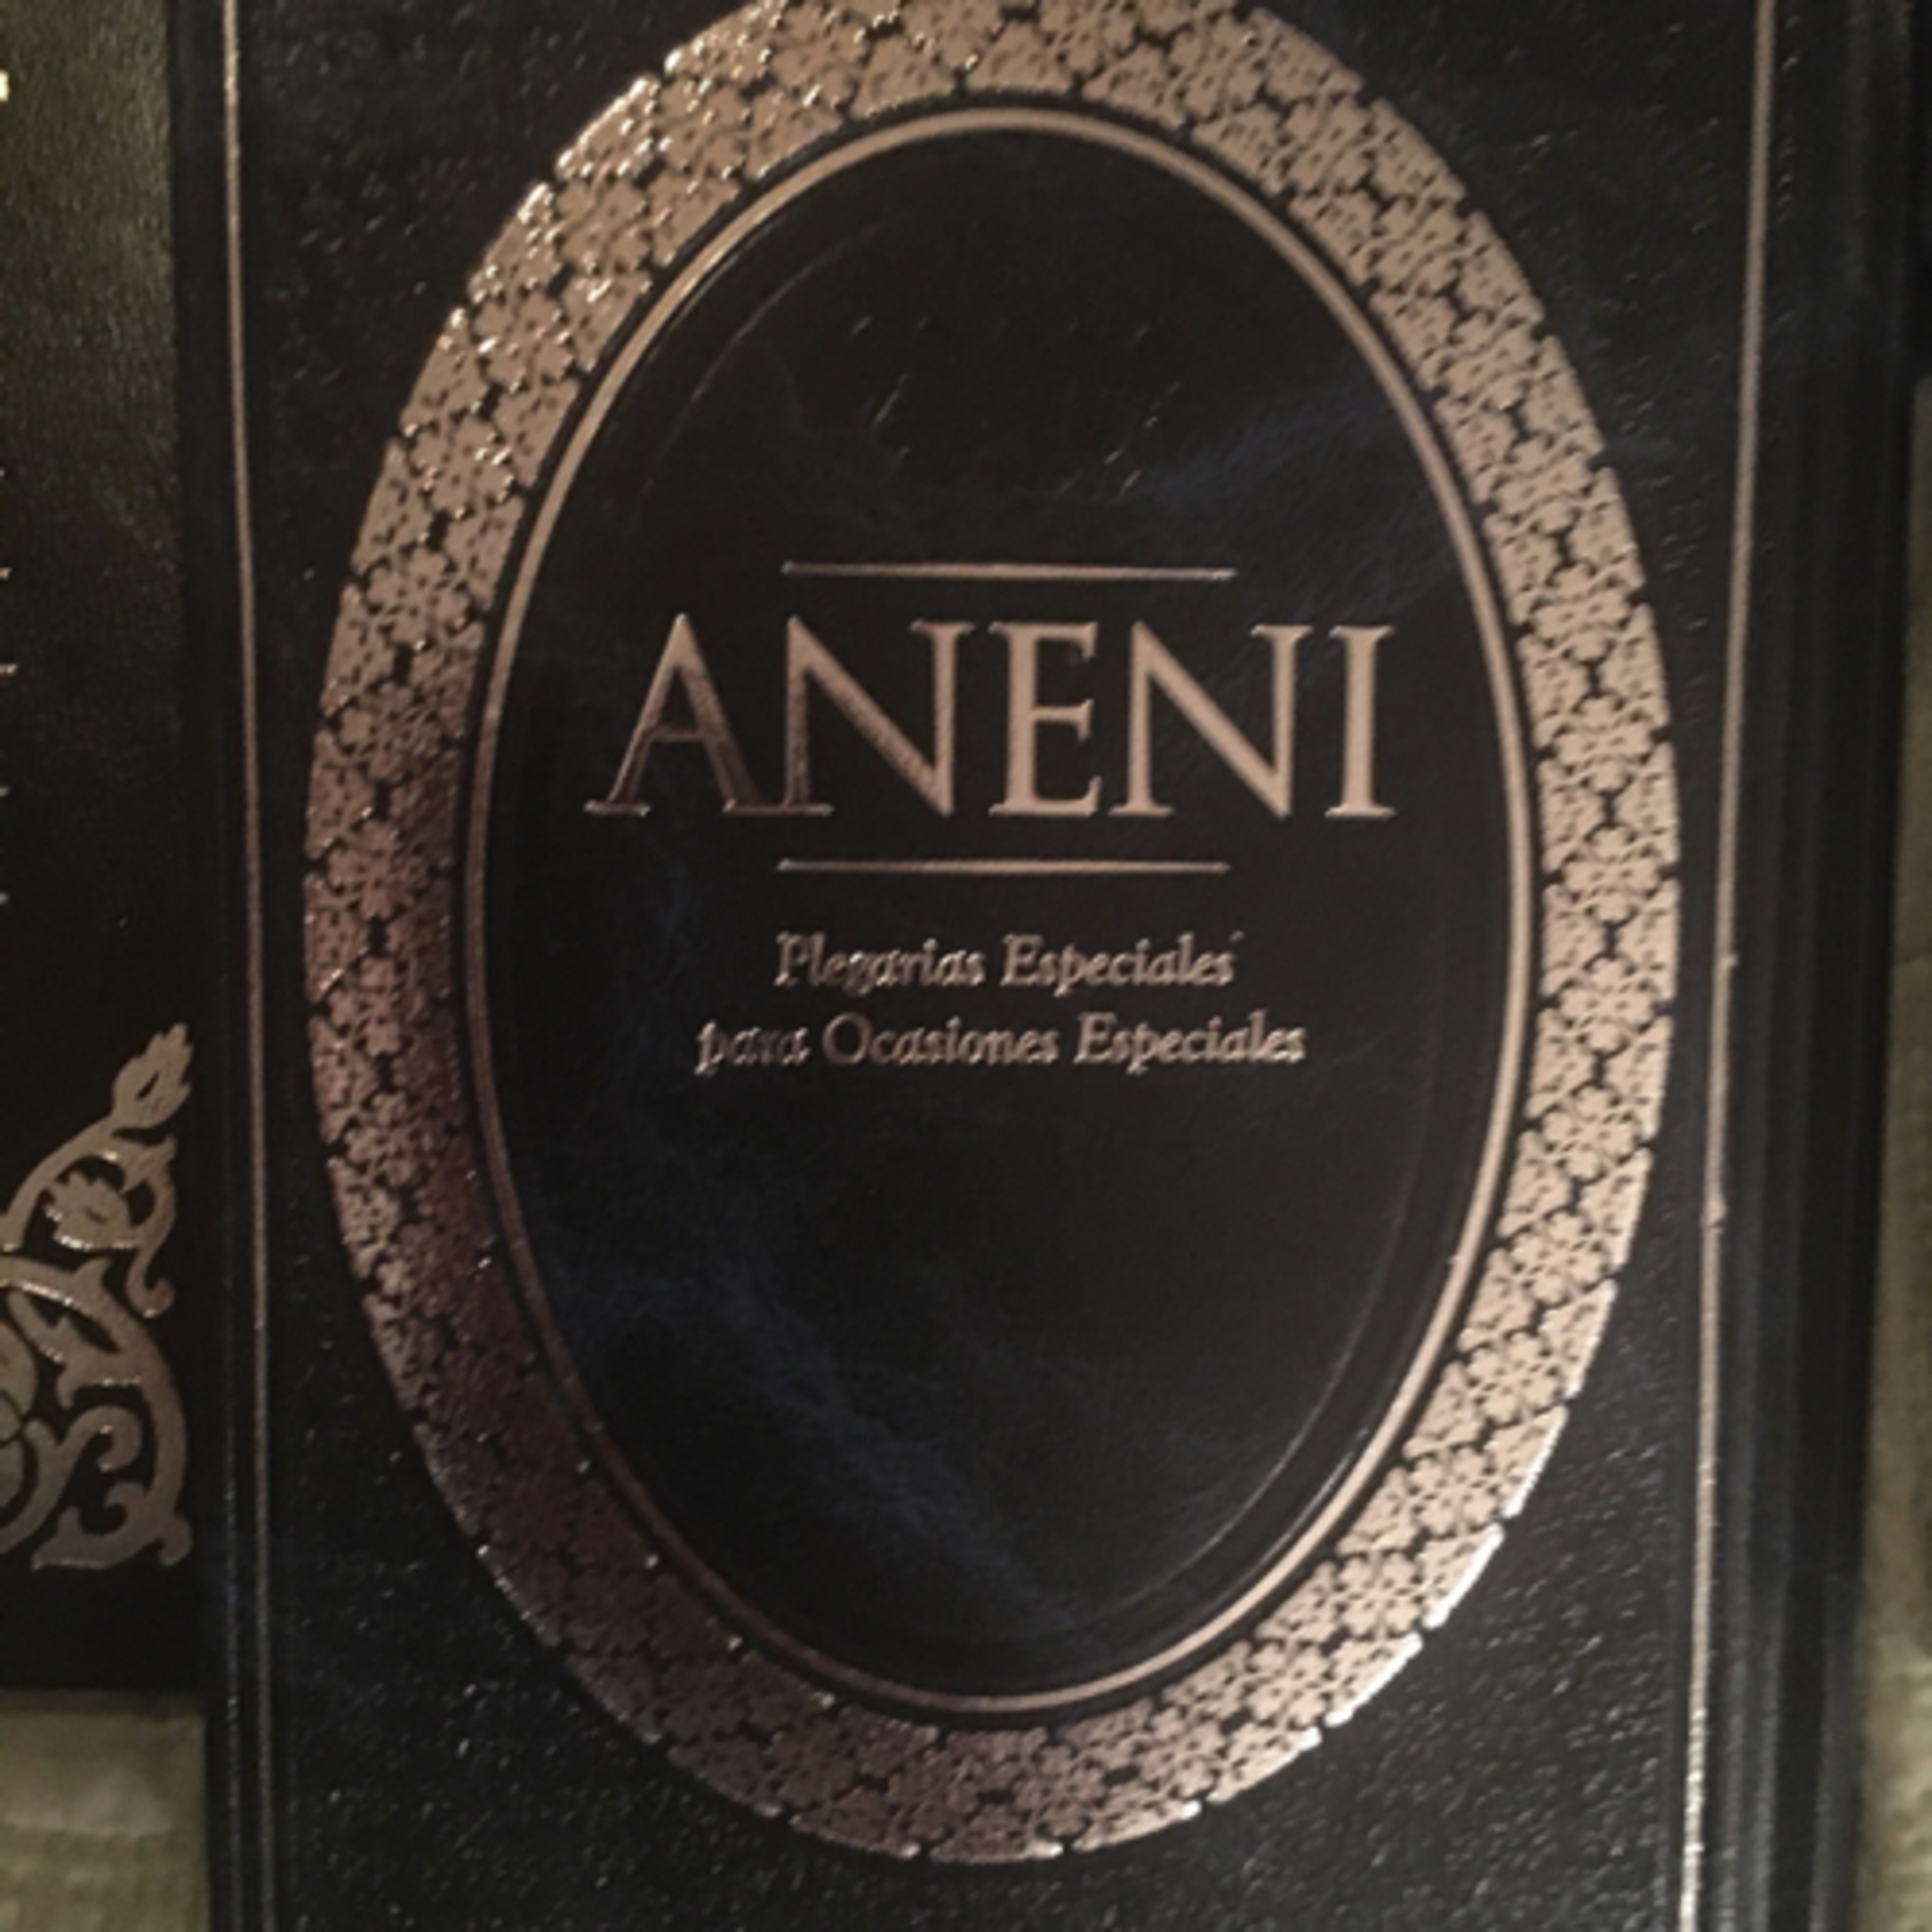 ANENI
Plegarias Especiales
para Ocasiones Especiales